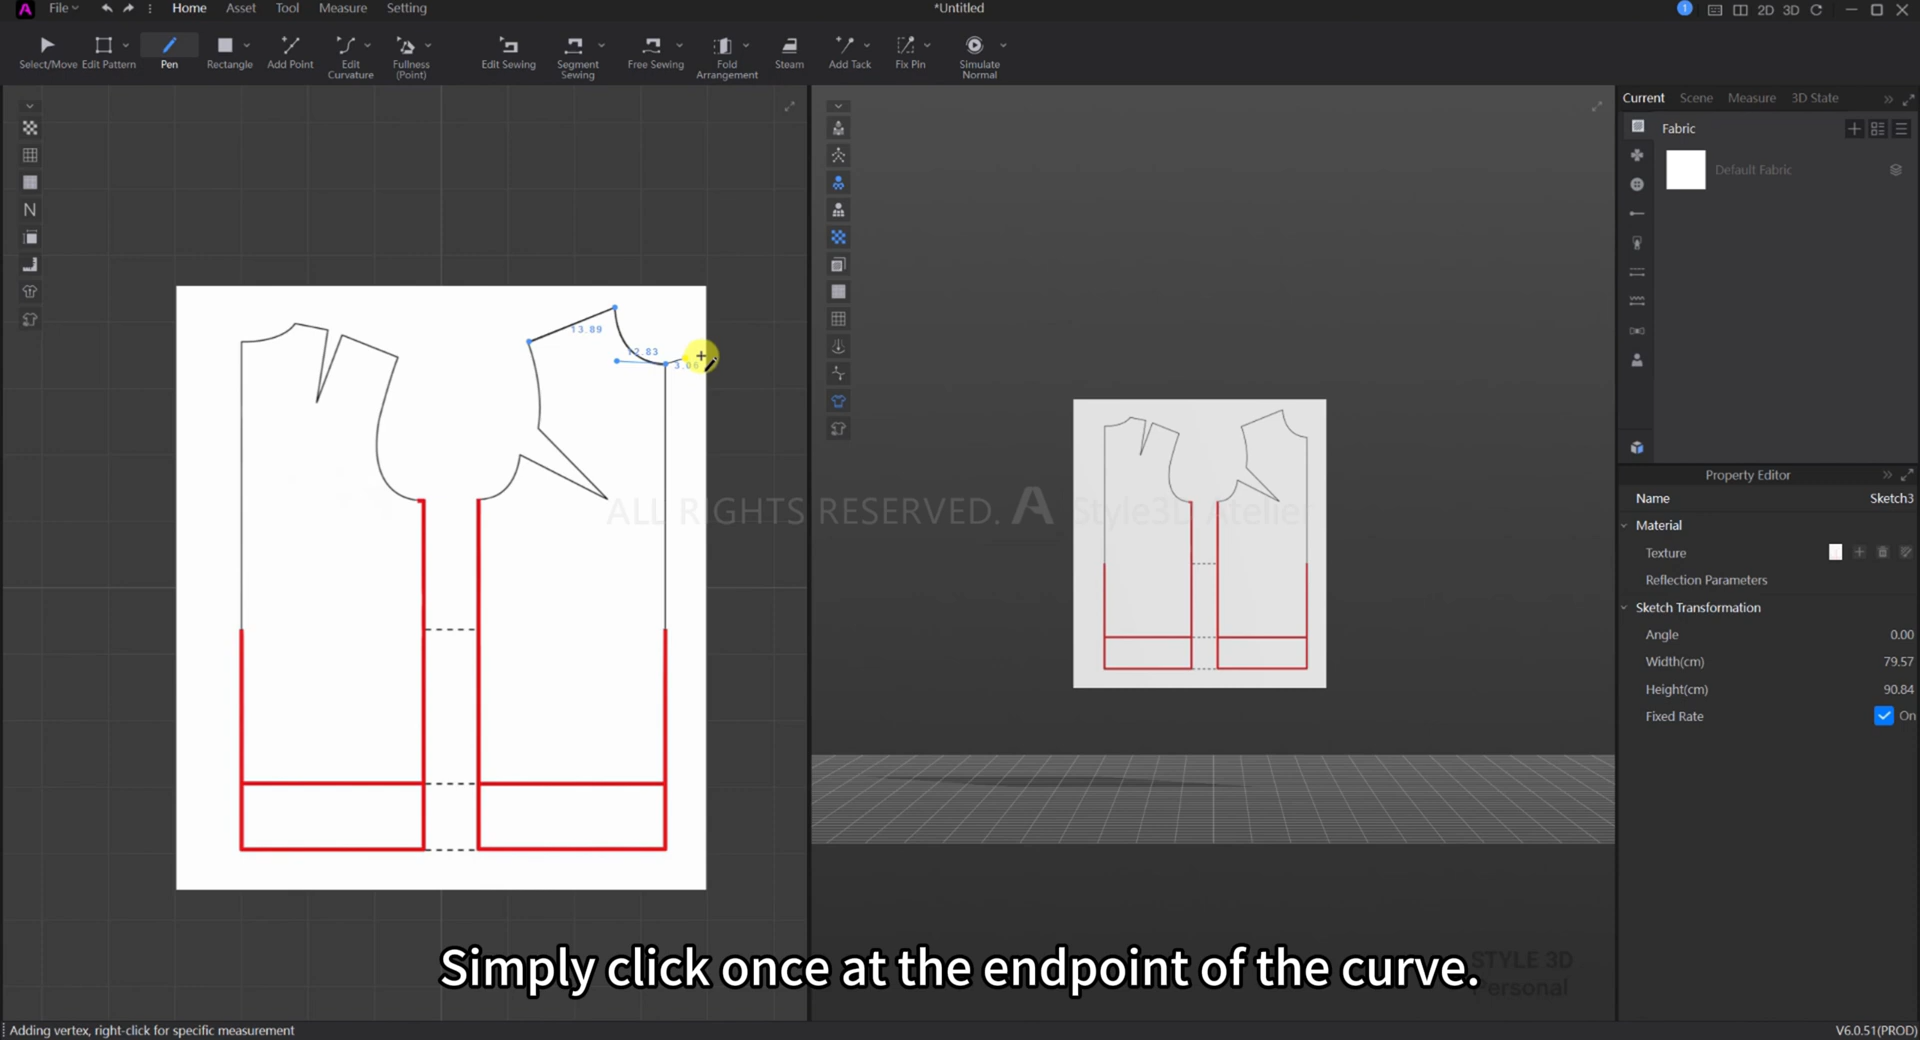 File
Home
Asset
Tool
Measure
Setting
*Untitled
1
2D
3D
Select/Move
Edit Pattern
Pen
Rectangle
Add Point
Edit
Curvature
Fullness
(Point)
Edit Sewing
Segment
Sewing
Free Sewing
Fold
Arrangement
Steam
Add Tack
Fix Pin
Simulate
Normal
Current
Scene
Measure
3D State
Fabric
Default Fabric
N
13.89
12.83
3.06
ALL RIGHTS RESERVED. Style3D Atelier
Property Editor
Name Sketch3
Material
Texture
Reflection Parameters
Sketch Transformation
Angle 0.00
Width(cm) 79.57
Height(cm) 90.84
Fixed Rate On
Simply click once at the endpoint of the curve.
STYLE 3D
Personal
Adding vertex, right-click for specific measurement
V6.0.51(PROD)